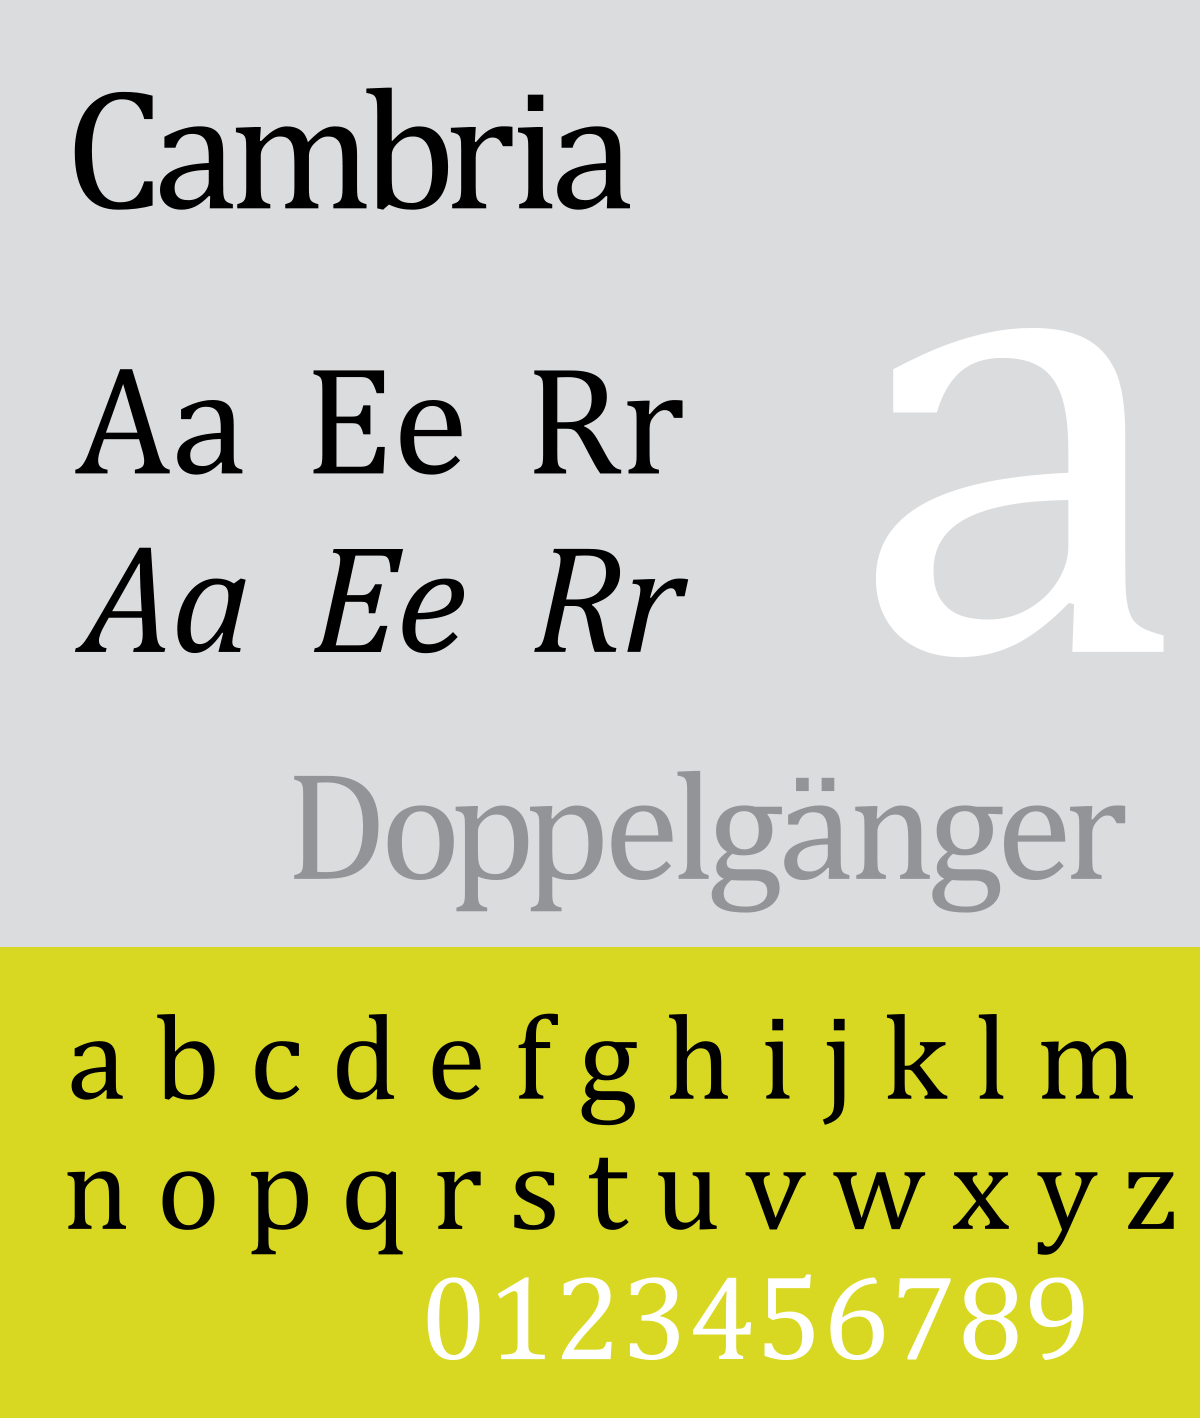 Cambria
Aa Ee Rr
a
Aa Ee Rr
Doppelgänger
a b c d e f g h i j k l m
n o p q r s t u v w x y z
0123456789